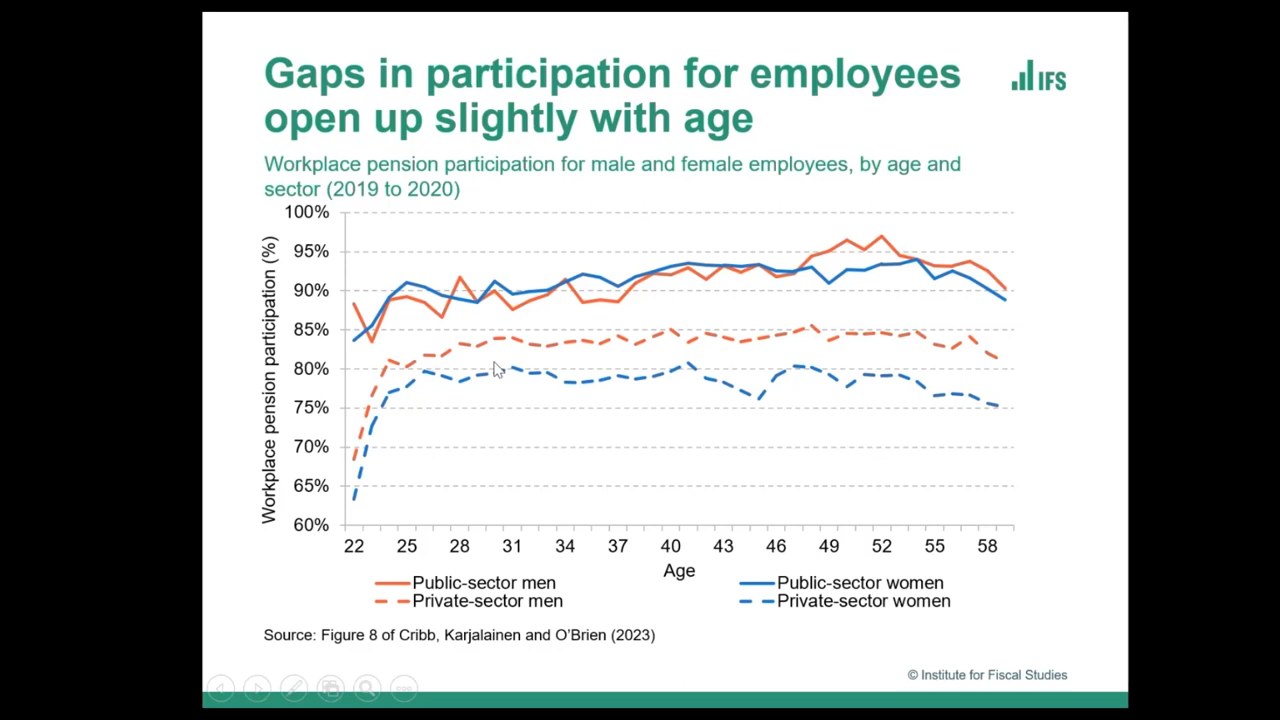 Gaps in participation for employees
open up slightly with age
IFS
Workplace pension participation for male and female employees, by age and
sector (2019 to 2020)
Workplace pension participation (%)
100%
95%
90%
85%
80%
75%
70%
65%
60%
22 25 28 31 34 37 40 43 46 49 52 55 58
Age
Public-sector men Public-sector women
Private-sector men Private-sector women
Source: Figure 8 of Cribb, Karjalainen and O'Brien (2023)
© Institute for Fiscal Studies